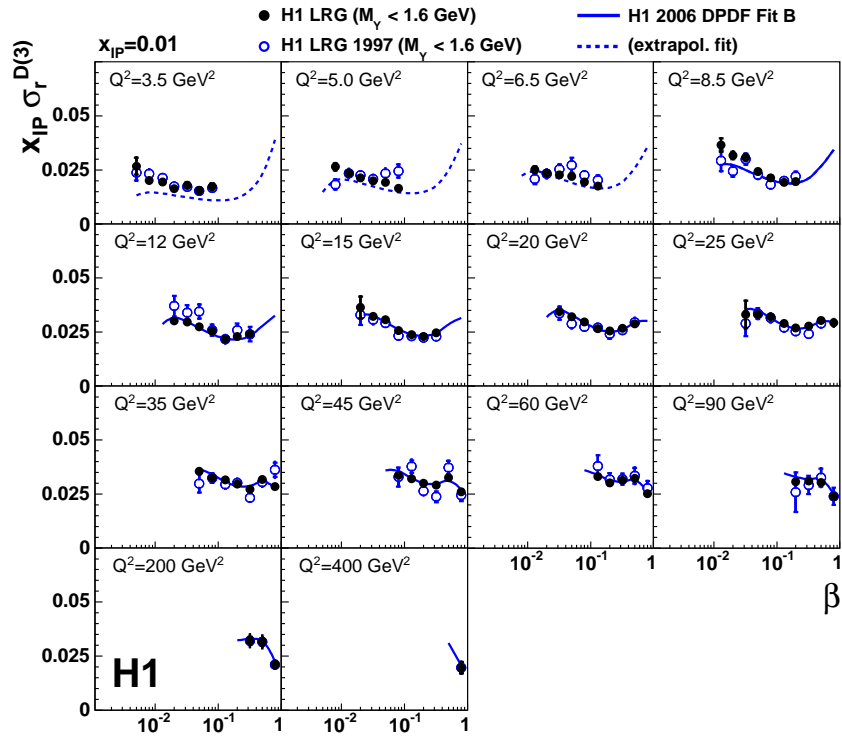 ● H1 LRG (M_Y < 1.6 GeV) — H1 2006 DPDF Fit B
x_IP=0.01 ○ H1 LRG 1997 (M_Y < 1.6 GeV) ---- (extrapol. fit)
x_IP σ_r^D(3)
Q²=3.5 GeV² Q²=5.0 GeV² Q²=6.5 GeV² Q²=8.5 GeV²
0.05
0.025
0
Q²=12 GeV² Q²=15 GeV² Q²=20 GeV² Q²=25 GeV²
0.05
0.025
0
Q²=35 GeV² Q²=45 GeV² Q²=60 GeV² Q²=90 GeV²
0.05
0.025
0
10⁻² 10⁻¹ 1 10⁻² 10⁻¹ 1
Q²=200 GeV² Q²=400 GeV²
β
0.05
0.025
H1
0
10⁻² 10⁻¹ 1 10⁻² 10⁻¹ 1